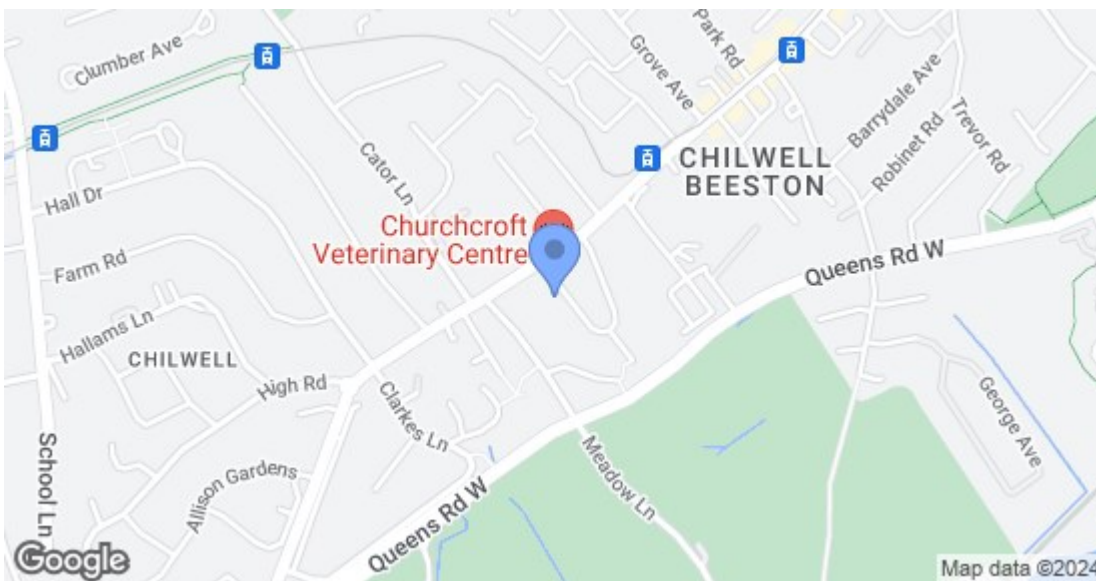 Clumber Ave
Park Rd
Grove Ave
Barrydale Ave
Trevor Rd
Robinet Rd
CHILWELL
BEESTON
Cator Ln
Hall Dr
Churchcroft
Veterinary Centre
Queens Rd W
Farm Rd
Hallams Ln
CHILWELL
High Rd
Clarkes Ln
George Ave
School Ln
Allison Gardens
Meadow Ln
Queens Rd W
Google
Map data ©2024